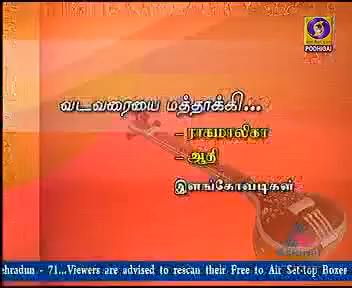 PODHIGAI
வடவரையை மத்தாக்கி...
– ராகமாலிகா
– ஆதி
இளங்கோவடிகள்
ehradun - 71...Viewers are advised to rescan their Free to Air Set-top Boxes